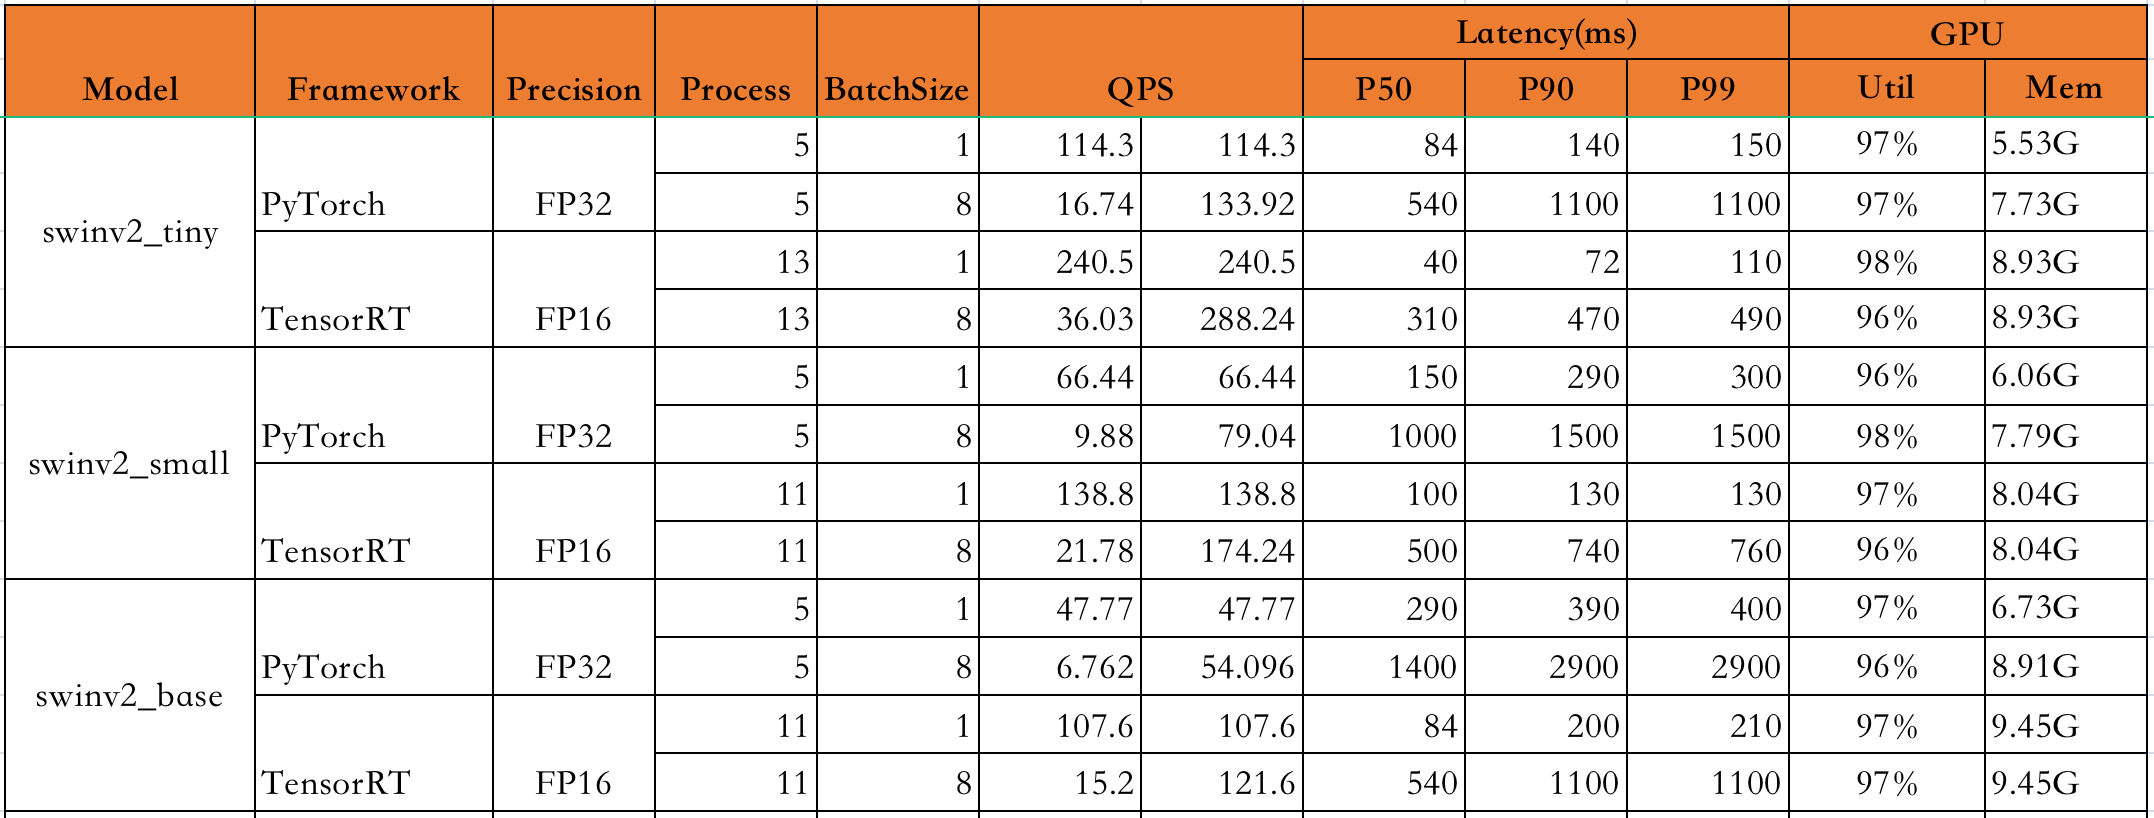 Latency(ms) GPU
Model Framework Precision Process BatchSize QPS P50 P90 P99 Util Mem
5 1 114.3 114.3 84 140 150 97% 5.53G
PyTorch FP32 5 8 16.74 133.92 540 1100 1100 97% 7.73G
swinv2_tiny
13 1 240.5 240.5 40 72 110 98% 8.93G
TensorRT FP16 13 8 36.03 288.24 310 470 490 96% 8.93G
5 1 66.44 66.44 150 290 300 96% 6.06G
PyTorch FP32 5 8 9.88 79.04 1000 1500 1500 98% 7.79G
swinv2_small
11 1 138.8 138.8 100 130 130 97% 8.04G
TensorRT FP16 11 8 21.78 174.24 500 740 760 96% 8.04G
5 1 47.77 47.77 290 390 400 97% 6.73G
PyTorch FP32 5 8 6.762 54.096 1400 2900 2900 96% 8.91G
swinv2_base
11 1 107.6 107.6 84 200 210 97% 9.45G
TensorRT FP16 11 8 15.2 121.6 540 1100 1100 97% 9.45G